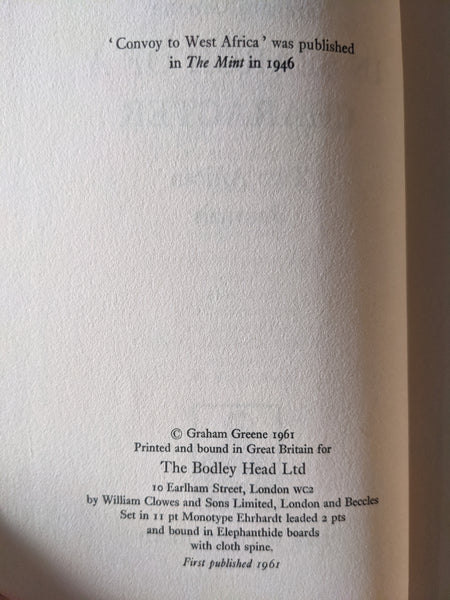 ‘Convoy to West Africa’ was published
in The Mint in 1946
© Graham Greene 1961
Printed and bound in Great Britain for
The Bodley Head Ltd
10 Earlham Street, London WC2
by William Clowes and Sons Limited, London and Beccles
Set in 11 pt Monotype Ehrhardt leaded 2 pts
and bound in Elephanthide boards
with cloth spine.
First published 1961